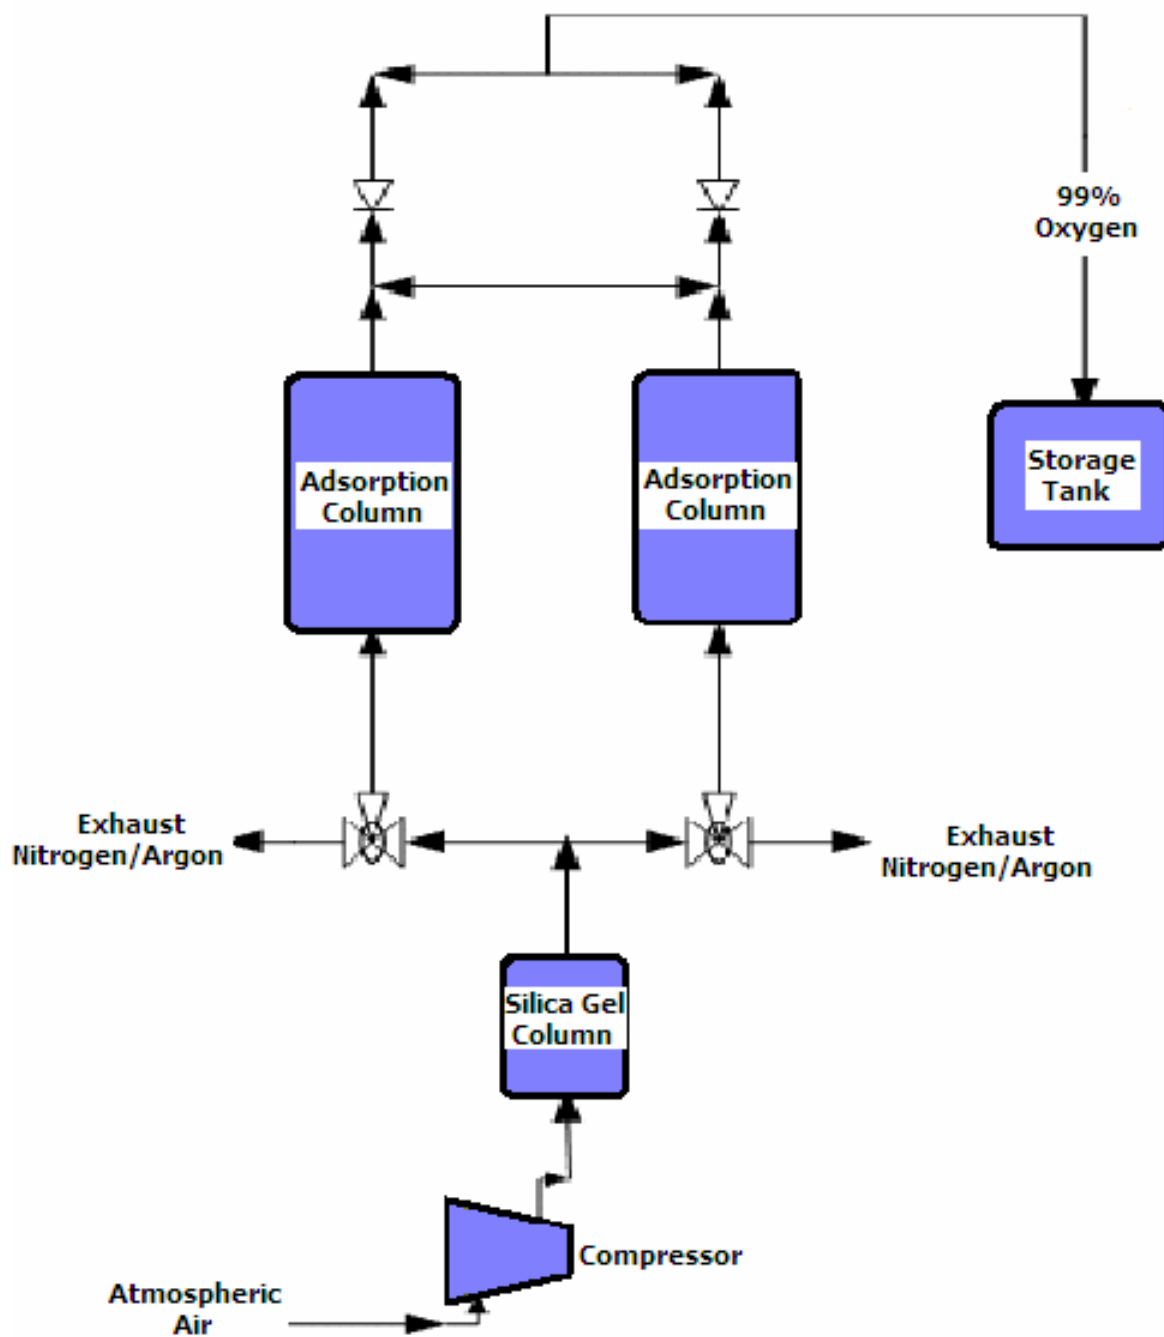 99%
Oxygen
Adsorption
Column
Adsorption
Column
Storage
Tank
Exhaust
Nitrogen/Argon
Exhaust
Nitrogen/Argon
Silica Gel
Column
Compressor
Atmospheric
Air